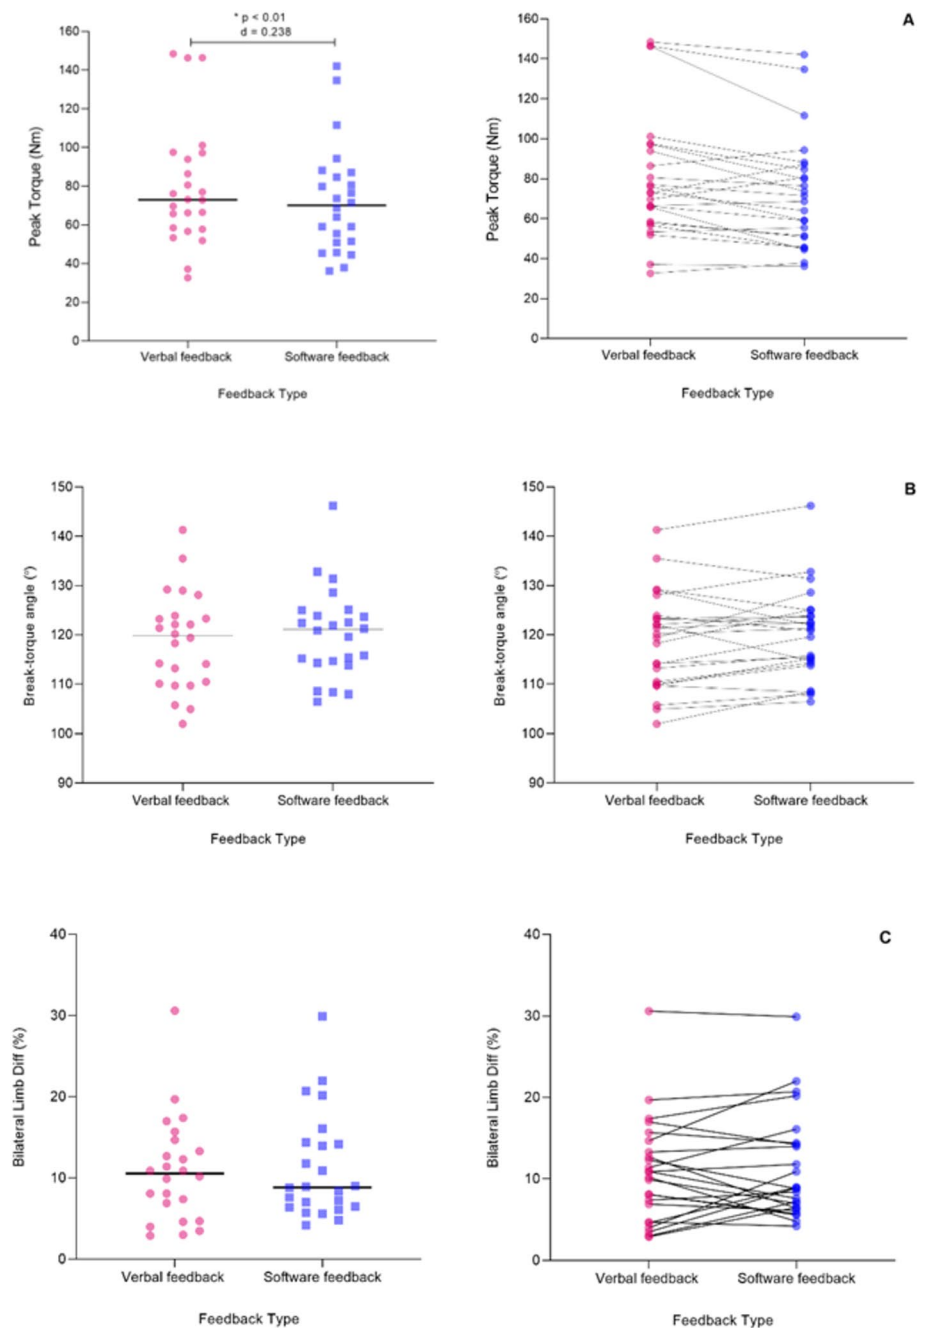 * p < 0.01
d = 0.238
A
160
140
120
100
80
60
40
20
0
Peak Torque (Nm)
Verbal feedback
Software feedback
Feedback Type
160
140
120
100
80
60
40
20
0
Peak Torque (Nm)
Verbal feedback
Software feedback
Feedback Type
B
150
140
130
120
110
100
90
Break-torque angle (°)
Verbal feedback
Software feedback
Feedback Type
150
140
130
120
110
100
90
Break-torque angle (°)
Verbal feedback
Software feedback
Feedback Type
C
40
30
20
10
0
Bilateral Limb Diff (%)
Verbal feedback
Software feedback
Feedback Type
40
30
20
10
0
Bilateral Limb Diff (%)
Verbal feedback
Software feedback
Feedback Type